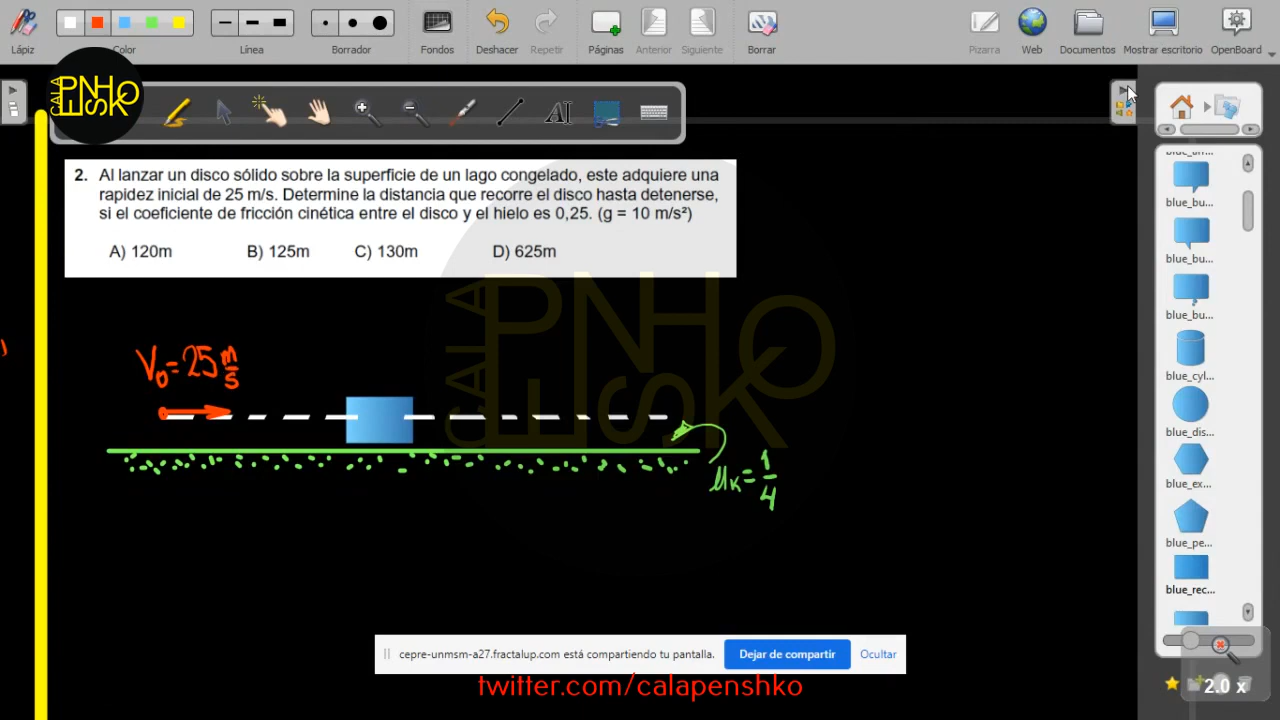 Lápiz
Color
Línea
Borrador
Fondos
Deshacer
Repetir
Páginas
Anterior
Siguiente
Borrar
Pizarra
Web
Documentos
Mostrar escritorio
OpenBoard
CALA
PENSHKO
AI
2. Al lanzar un disco sólido sobre la superficie de un lago congelado, este adquiere una
rapidez inicial de 25 m/s. Determine la distancia que recorre el disco hasta detenerse,
si el coeficiente de fricción cinética entre el disco y el hielo es 0,25. (g = 10 m/s²)
A) 120m B) 125m C) 130m D) 625m
V₀=25 m/s
μK=1/4
CALA
PENSHKO
blue_bu...
blue_bu...
blue_bu...
blue_cyl...
blue_dis...
blue_ex...
blue_pe...
blue_rec...
cepre-unmsm-a27.fractalup.com está compartiendo tu pantalla.
Dejar de compartir
Ocultar
twitter.com/calapenshko
2.0 x